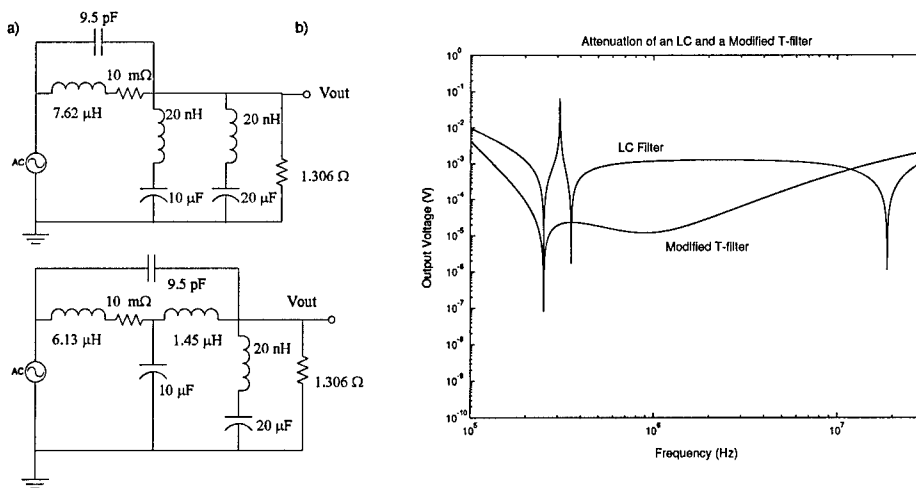 a)
9.5 pF
10 mΩ
7.62 µH
20 nH
20 nH
Vout
AC
10 µF
20 µF
1.306 Ω
9.5 pF
10 mΩ
6.13 µH
1.45 µH
Vout
20 nH
AC
10 µF
1.306 Ω
20 µF
b)
Attenuation of an LC and a Modified T-filter
Output Voltage (V)
10⁰
10⁻¹
10⁻²
10⁻³
10⁻⁴
10⁻⁵
10⁻⁶
10⁻⁷
10⁻⁸
10⁻⁹
10⁻¹⁰
LC Filter
Modified T-filter
10⁵
10⁶
10⁷
Frequency (Hz)